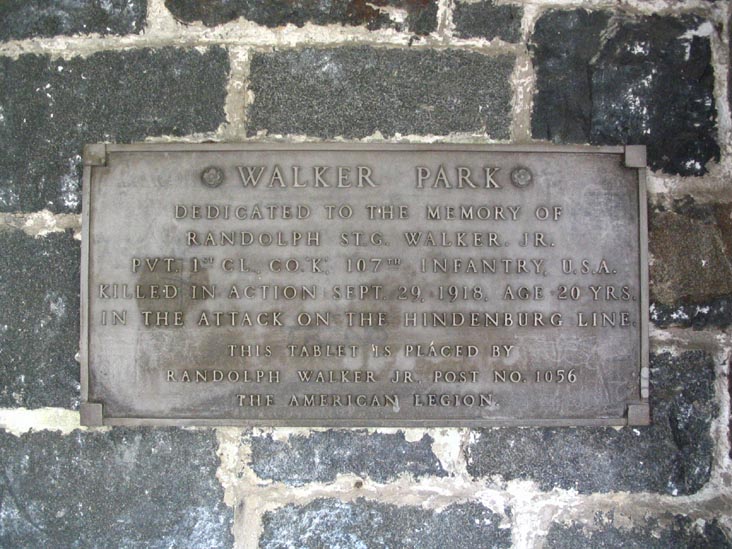 WALKER PARK
DEDICATED TO THE MEMORY OF
RANDOLPH ST.G. WALKER. JR.
PVT. 1ST CL., CO. 'K', 107TH INFANTRY, U.S.A.
KILLED IN ACTION SEPT. 29, 1918, AGE 20 YRS.
IN THE ATTACK ON THE HINDENBURG LINE.
THIS TABLET IS PLACED BY
RANDOLPH WALKER JR. POST NO. 1056
THE AMERICAN LEGION.